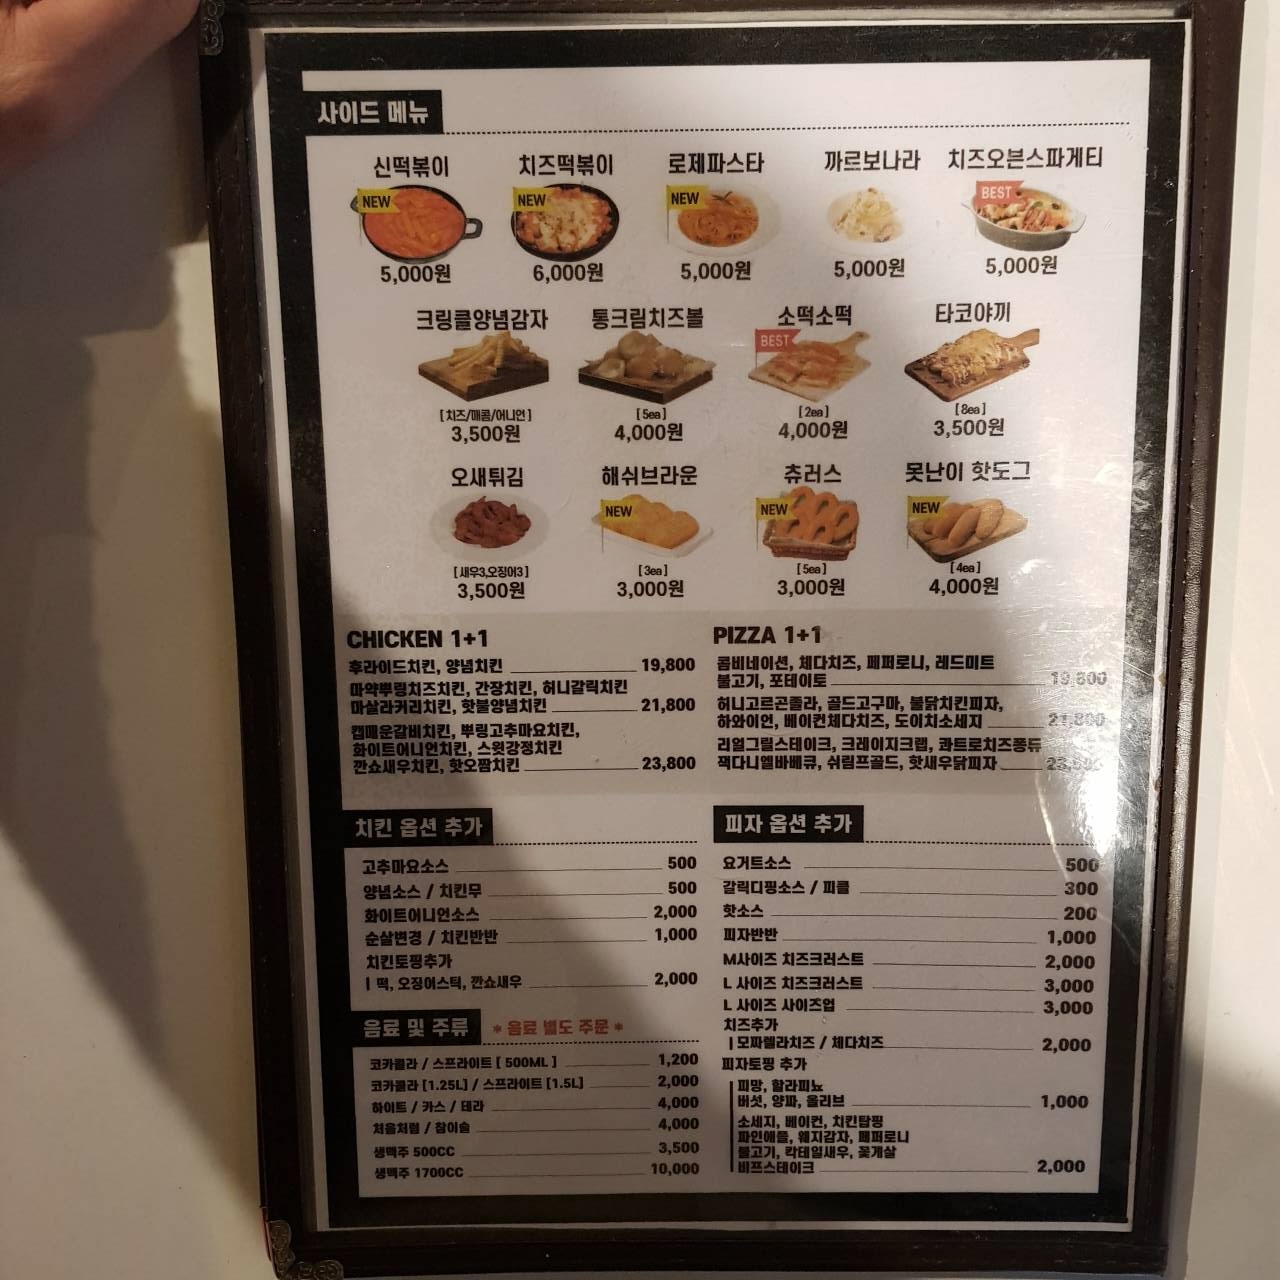 사이드 메뉴
신떡볶이 치즈떡볶이 로제파스타 까르보나라 치즈오븐스파게티
NEW NEW NEW BEST
5,000원 6,000원 5,000원 5,000원 5,000원
크링클양념감자 통크림치즈볼 소떡소떡 타코야끼
BEST
[치즈/매콤/어니언] [5ea] [2ea] [8ea]
3,500원 4,000원 4,000원 3,500원
오새튀김 해쉬브라운 츄러스 못난이 핫도그
NEW NEW NEW
[새우3,오징어3] [3ea] [5ea] [4ea]
3,500원 3,000원 3,000원 4,000원
CHICKEN 1+1
후라이드치킨, 양념치킨 19,800
마약뿌링치즈치킨, 간장치킨, 허니갈릭치킨
마살라커리치킨, 핫불양념치킨 21,800
캡매운갈비치킨, 뿌링고추마요치킨,
화이트어니언치킨, 스윗강정치킨
깐쇼새우치킨, 핫오짬치킨 23,800
PIZZA 1+1
콤비네이션, 체다치즈, 페퍼로니, 레드미트
불고기, 포테이토 19,800
허니고르곤졸라, 골드고구마, 불닭치킨피자,
하와이언, 베이컨체다치즈, 도이치소세지 21,800
리얼그릴스테이크, 크레이지크랩, 콰트로치즈퐁듀
잭다니엘바베큐, 쉬림프골드, 핫새우닭피자
치킨 옵션 추가
고추마요소스 500
양념소스 / 치킨무 500
화이트어니언소스 2,000
순살변경 / 치킨반반 1,000
치킨토핑추가
ㅣ떡, 오징어스틱, 깐쇼새우 2,000
음료 및 주류 * 음료 별도 주문 *
코카콜라 / 스프라이트 [ 500ML ] 1,200
코카콜라 [1.25L] / 스프라이트 [1.5L] 2,000
하이트 / 카스 / 테라 4,000
처음처럼 / 참이슬 4,000
생맥주 500CC 3,500
생맥주 1700CC 10,000
피자 옵션 추가
요거트소스 500
갈릭디핑소스 / 피클 300
핫소스 200
피자반반 1,000
M사이즈 치즈크러스트 2,000
L 사이즈 치즈크러스트 3,000
L 사이즈 사이즈업 3,000
치즈추가
ㅣ모짜렐라치즈 / 체다치즈 2,000
피자토핑 추가
피망, 할라피뇨
버섯, 양파, 올리브 1,000
소세지, 베이컨, 치킨탑핑
파인애플, 웨지감자, 페퍼로니
불고기, 칵테일새우, 꽃게살
비프스테이크 2,000